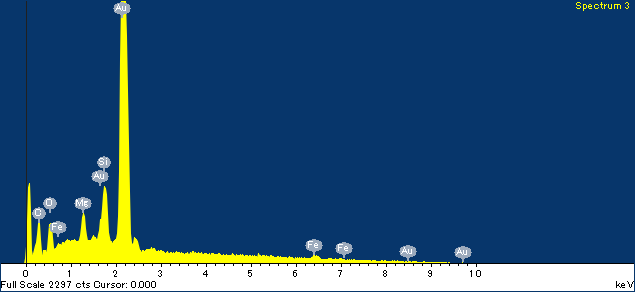 Spectrum 3
Au
Si
Au
O
Mg
C
Fe
Fe
Fe
Au
Au
0 1 2 3 4 5 6 7 8 9 10
Full Scale 2297 cts Cursor: 0.000 keV